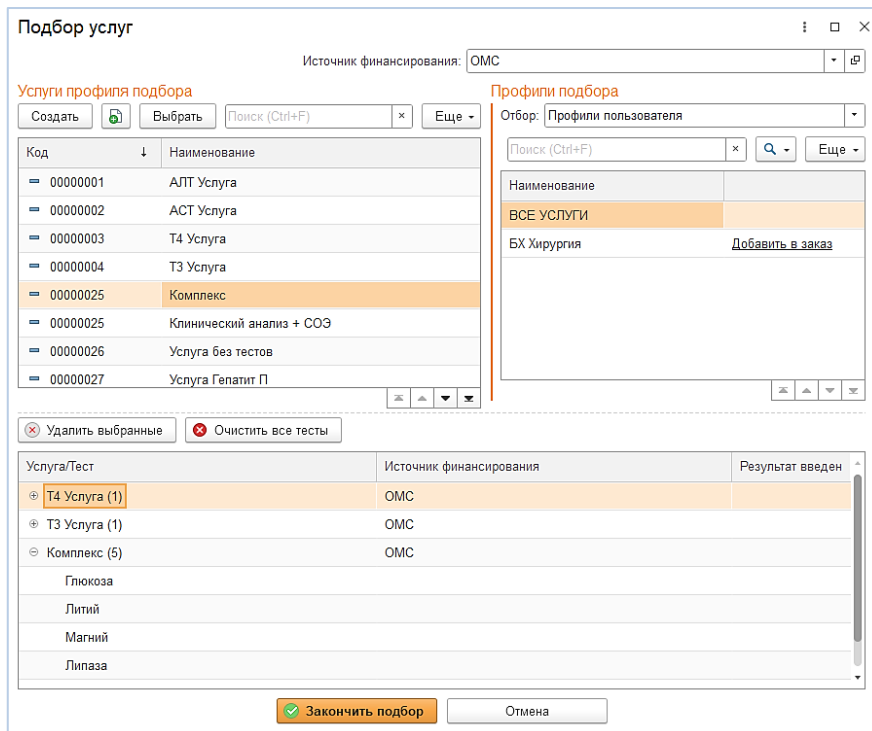 Подбор услуг
Источник финансирования: ОМС
Услуги профиля подбора
Создать Выбрать Поиск (Ctrl+F) × Еще
Код ↓ Наименование
00000001 АЛТ Услуга
00000002 АСТ Услуга
00000003 Т4 Услуга
00000004 Т3 Услуга
00000025 Комплекс
00000025 Клинический анализ + СОЭ
00000026 Услуга без тестов
00000027 Услуга Гепатит П
Профили подбора
Отбор: Профили пользователя
Поиск (Ctrl+F) × Еще
Наименование
ВСЕ УСЛУГИ
БХ Хирургия Добавить в заказ
Удалить выбранные Очистить все тесты
Услуга/Тест Источник финансирования Результат введен
Т4 Услуга (1) ОМС
Т3 Услуга (1) ОМС
Комплекс (5) ОМС
Глюкоза
Литий
Магний
Липаза
Закончить подбор Отмена